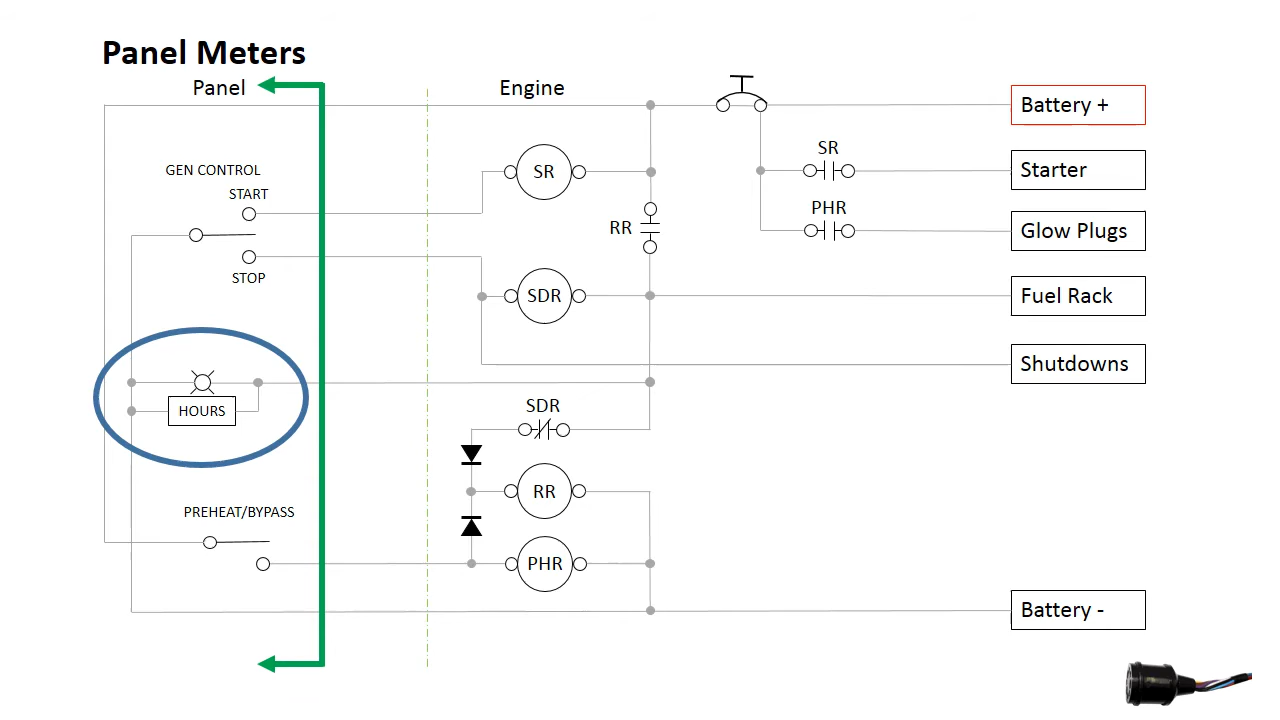 Panel Meters
Panel
Engine
Battery +
GEN CONTROL
START
STOP
SR
SR
Starter
RR
PHR
Glow Plugs
SDR
Fuel Rack
Shutdowns
HOURS
SDR
RR
PREHEAT/BYPASS
PHR
Battery -